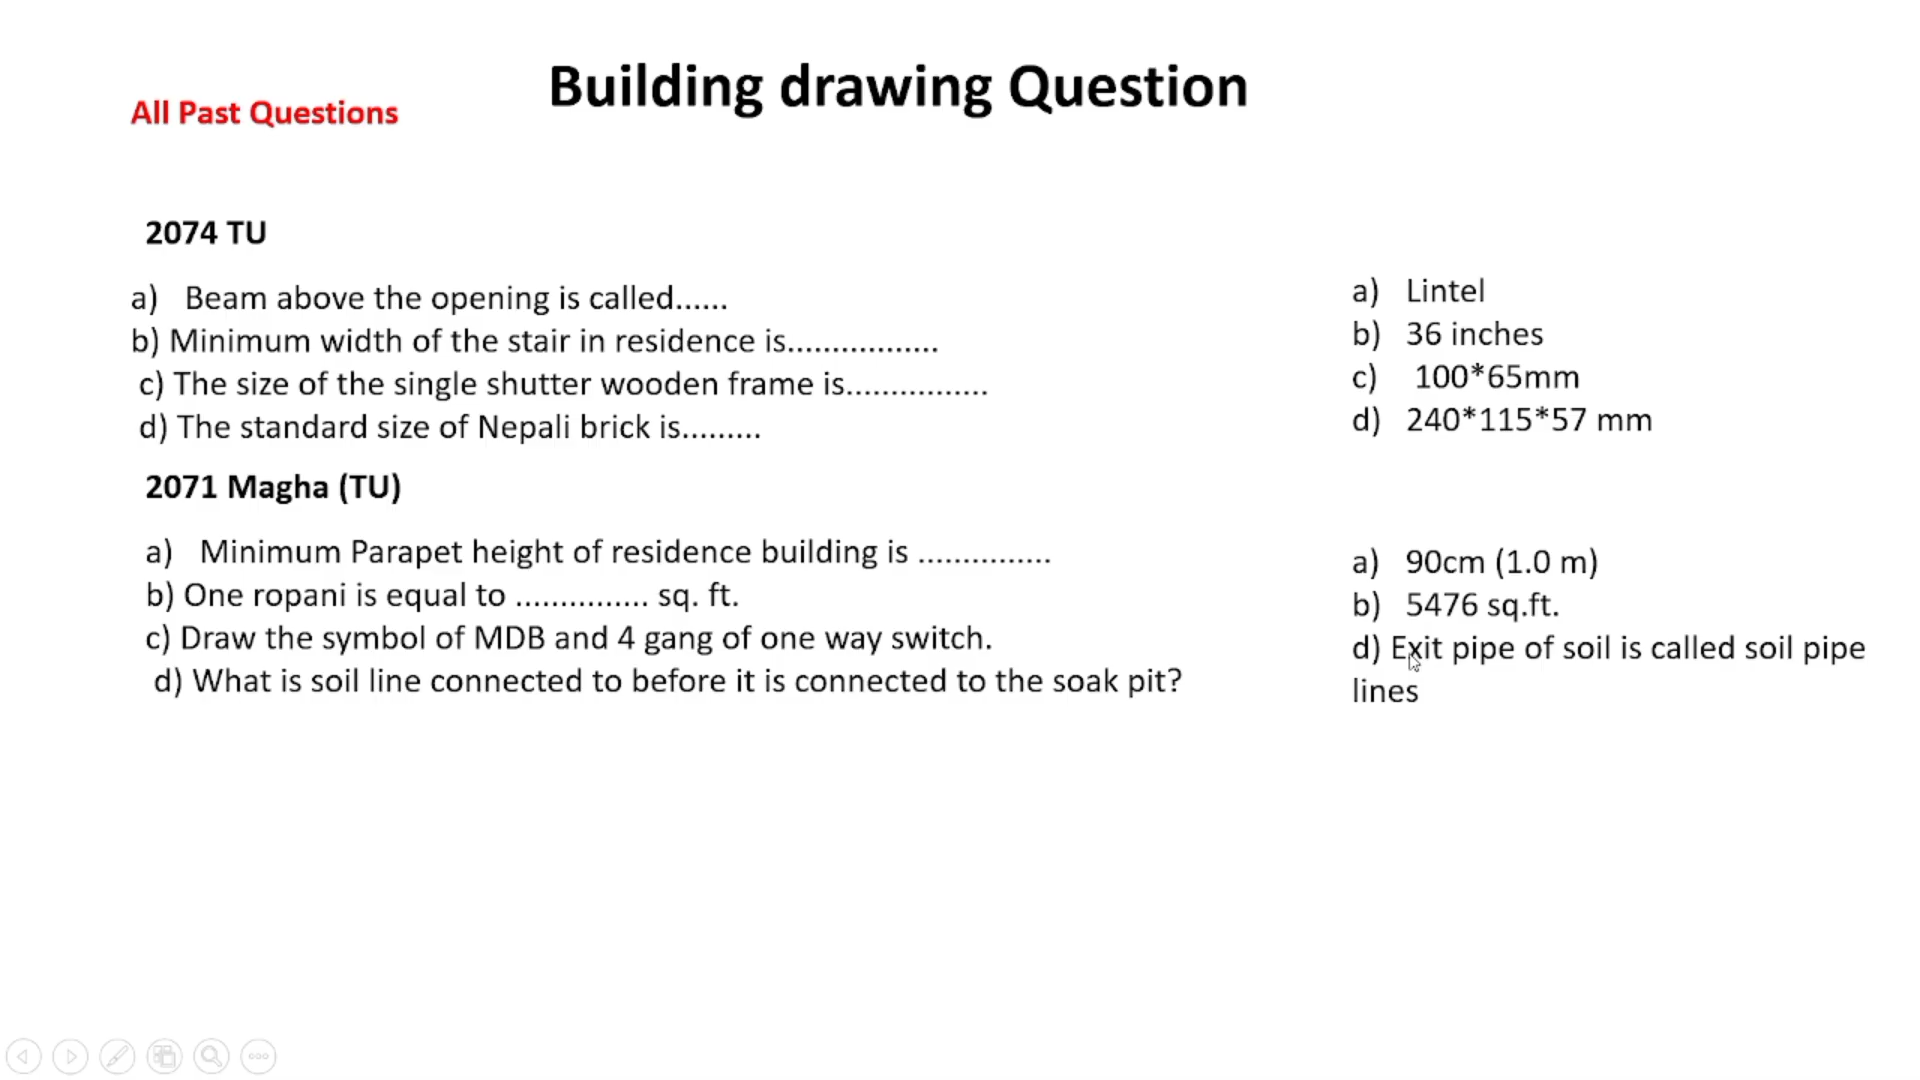 Building drawing Question
All Past Questions
2074 TU
a) Beam above the opening is called......
b) Minimum width of the stair in residence is.................
c) The size of the single shutter wooden frame is................
d) The standard size of Nepali brick is.........
a) Lintel
b) 36 inches
c) 100*65mm
d) 240*115*57 mm
2071 Magha (TU)
a) Minimum Parapet height of residence building is ...............
b) One ropani is equal to ............... sq. ft.
c) Draw the symbol of MDB and 4 gang of one way switch.
d) What is soil line connected to before it is connected to the soak pit?
a) 90cm (1.0 m)
b) 5476 sq.ft.
d) Exit pipe of soil is called soil pipe
lines